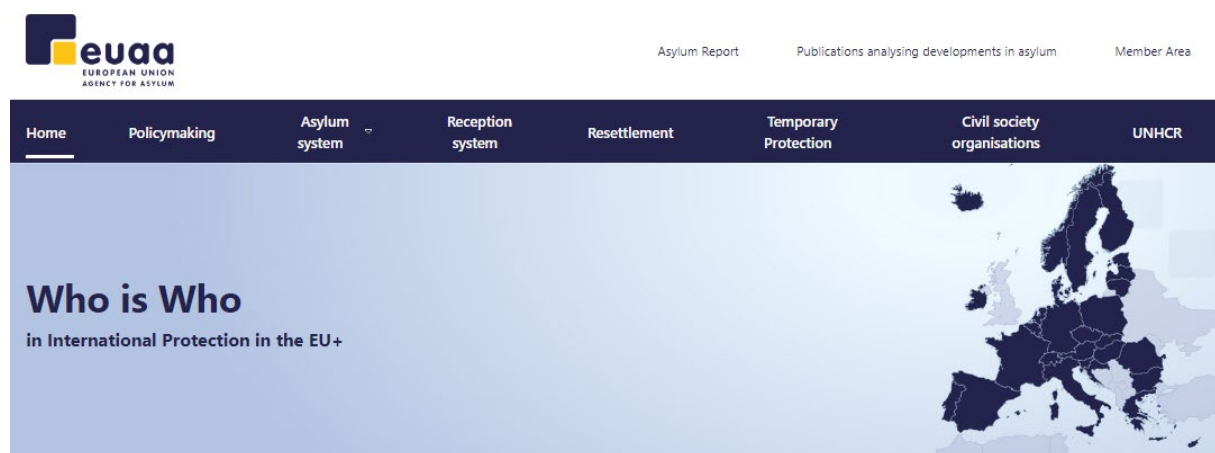 euaa
EUROPEAN UNION
AGENCY FOR ASYLUM
Asylum Report
Publications analysing developments in asylum
Member Area
Home
Policymaking
Asylum
system
Reception
system
Resettlement
Temporary
Protection
Civil society
organisations
UNHCR
Who is Who
in International Protection in the EU+